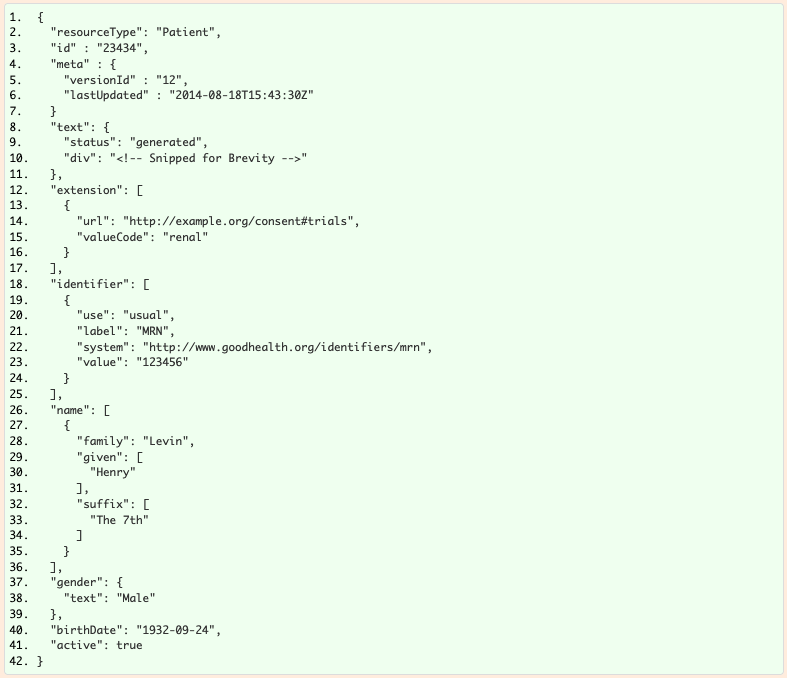 1. {
2.   "resourceType": "Patient",
3.   "id" : "23434",
4.   "meta" : {
5.     "versionId" : "12",
6.     "lastUpdated" : "2014-08-18T15:43:30Z"
7.   }
8.   "text": {
9.     "status": "generated",
10.     "div": "<!-- Snipped for Brevity -->"
11.   },
12.   "extension": [
13.     {
14.       "url": "http://example.org/consent#trials",
15.       "valueCode": "renal"
16.     }
17.   ],
18.   "identifier": [
19.     {
20.       "use": "usual",
21.       "label": "MRN",
22.       "system": "http://www.goodhealth.org/identifiers/mrn",
23.       "value": "123456"
24.     }
25.   ],
26.   "name": [
27.     {
28.       "family": "Levin",
29.       "given": [
30.         "Henry"
31.       ],
32.       "suffix": [
33.         "The 7th"
34.       ]
35.     }
36.   ],
37.   "gender": {
38.     "text": "Male"
39.   },
40.   "birthDate": "1932-09-24",
41.   "active": true
42. }